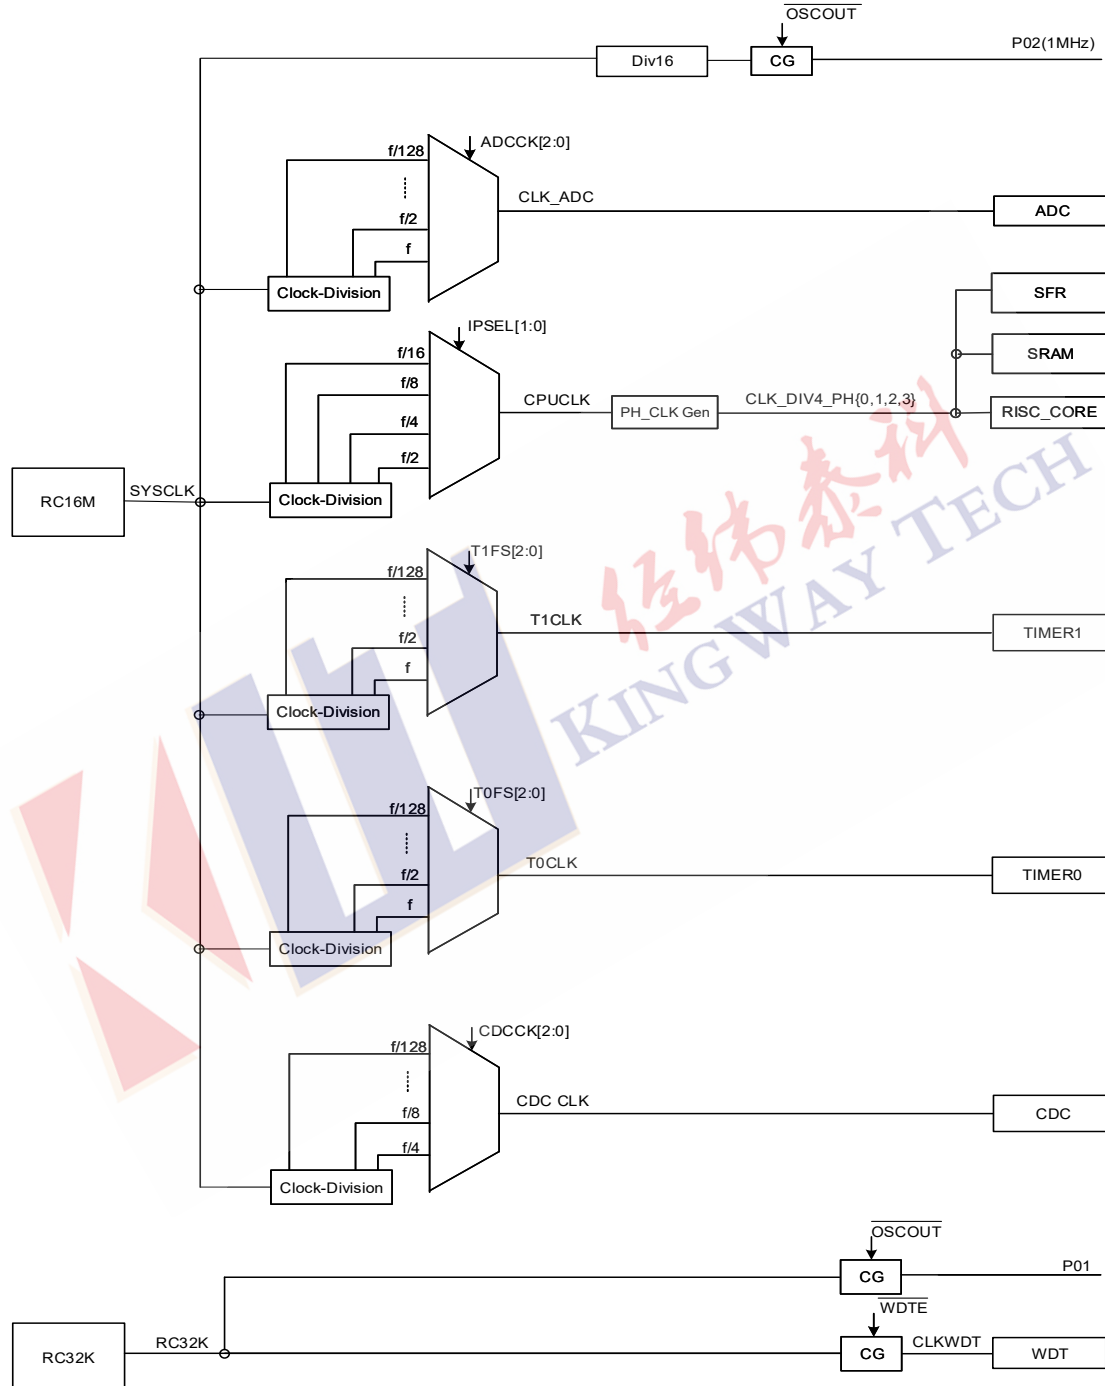 OSCOUT
Div16
CG
P02(1MHz)
ADCCK[2:0]
f/128
f/2
f
CLK_ADC
ADC
Clock-Division
SFR
IPSEL[1:0]
f/16
f/8
f/4
f/2
SRAM
CPUCLK
PH_CLK Gen
CLK_DIV4_PH{0,1,2,3}
RISC_CORE
RC16M
SYSCLK
Clock-Division
经纬泰科
KINGWAY TECH
T1FS[2:0]
f/128
f/2
f
T1CLK
TIMER1
Clock-Division
T0FS[2:0]
f/128
f/2
f
T0CLK
TIMER0
Clock-Division
CDCCK[2:0]
f/128
f/8
f/4
CDC CLK
CDC
Clock-Division
OSCOUT
CG
P01
WDTE
RC32K
RC32K
CG
CLKWDT
WDT